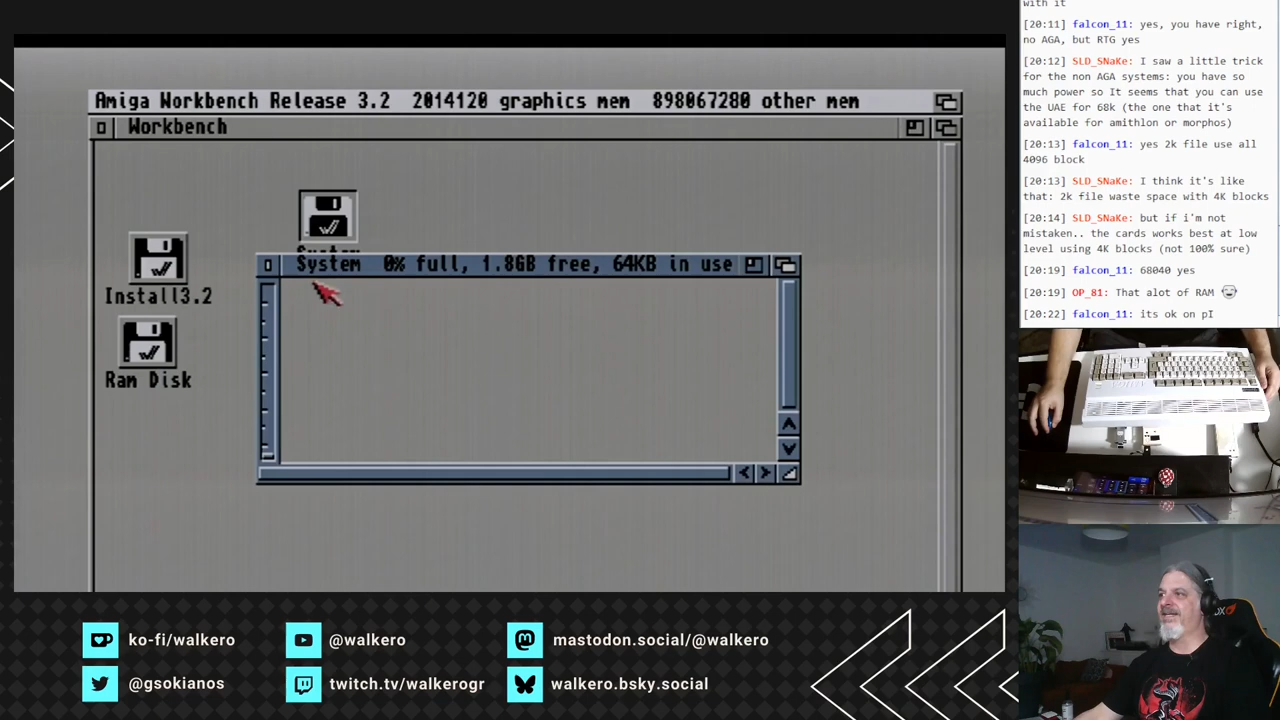 Amiga Workbench Release 3.2 2014120 graphics mem 898067280 other mem
Workbench
System 0% full, 1.8GB free, 64KB in use
Install3.2
Ram Disk
with it
[20:11] falcon_11: yes, you have right,
no AGA, but RTG yes
[20:12] SLD_SNaKe: I saw a little trick
for the non AGA systems: you have so
much power so It seems that you can use
the UAE for 68k (the one that it's
available for amithlon or morphos)
[20:13] falcon_11: yes 2k file use all
4096 block
[20:13] SLD_SNaKe: I think it's like
that: 2k file waste space with 4K blocks
[20:14] SLD_SNaKe: but if i'm not
mistaken.. the cards works best at low
level using 4K blocks (not 100% sure)
[20:19] falcon_11: 68040 yes
[20:19] OP_81: That alot of RAM
[20:22] falcon_11: its ok on pI
ko-fi/walkero
@walkero
mastodon.social/@walkero
@gsokianos
twitch.tv/walkerogr
walkero.bsky.social